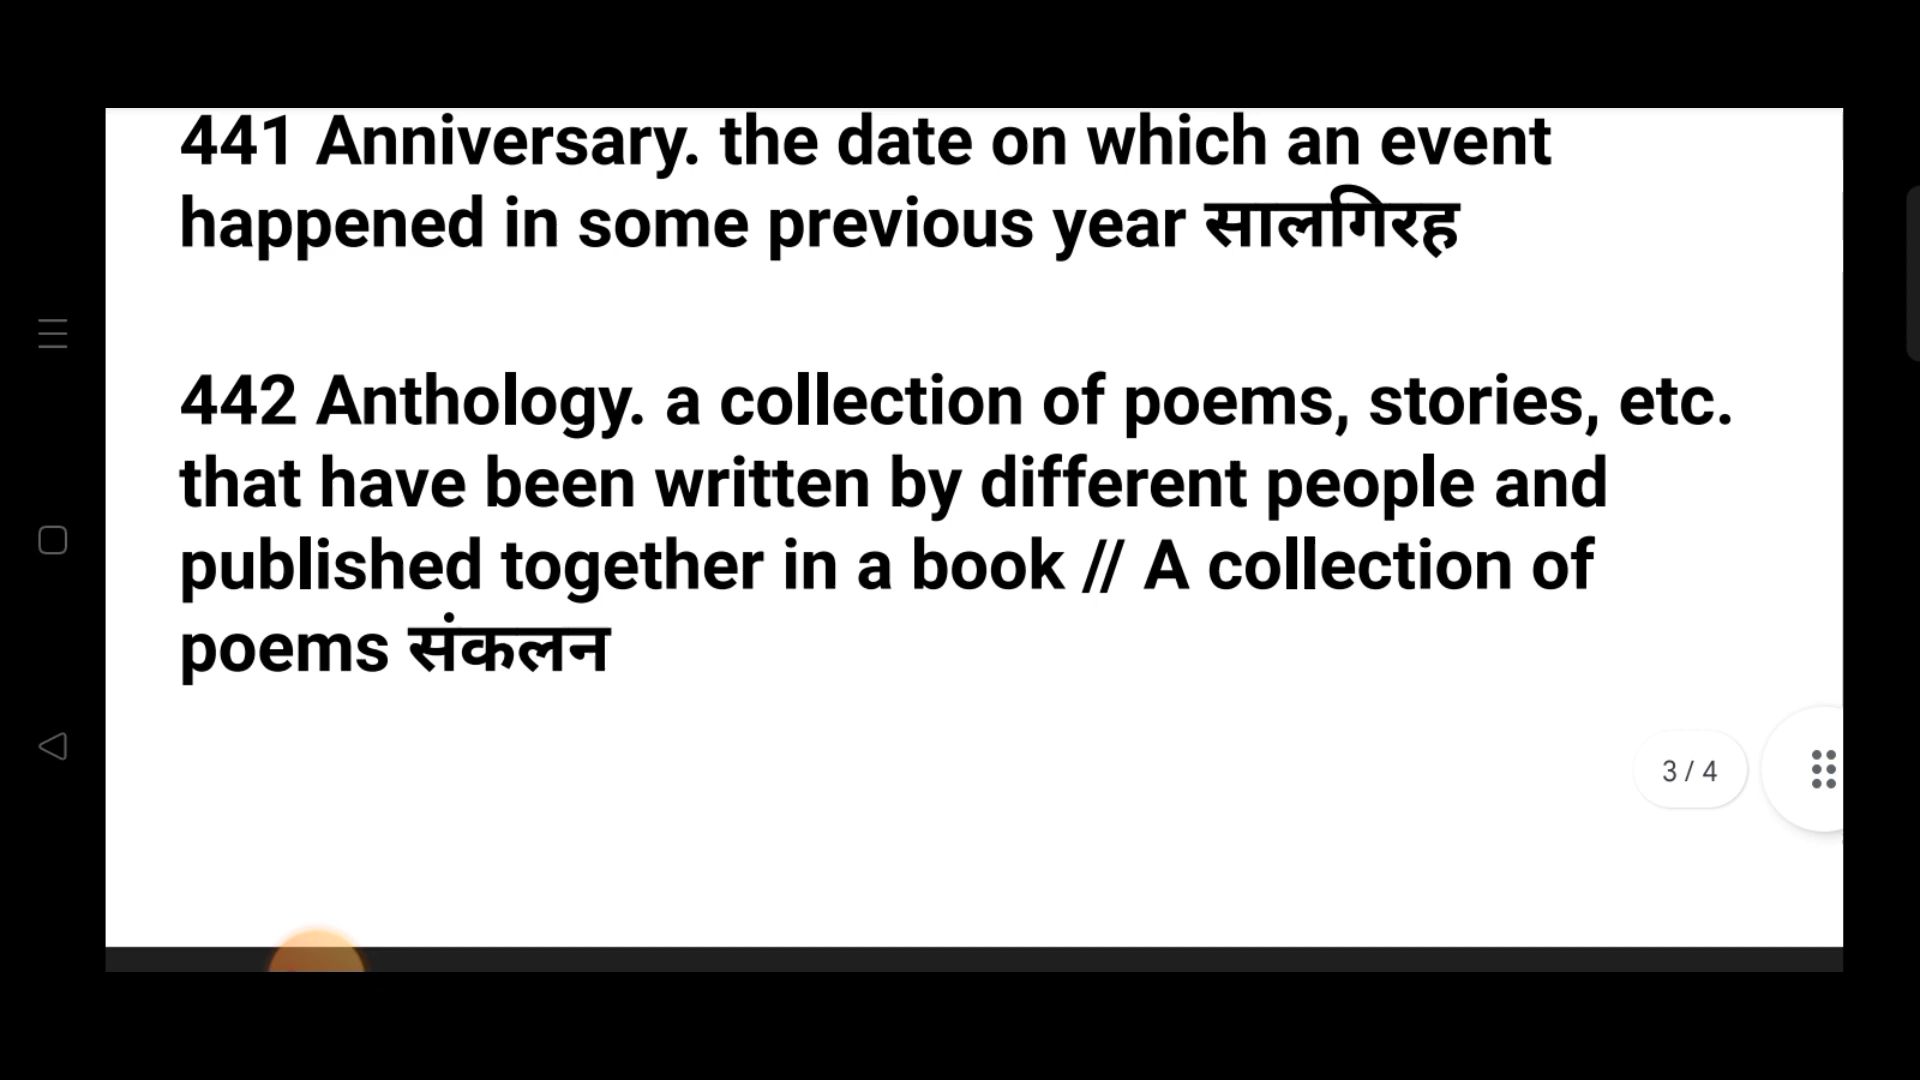 441 Anniversary. the date on which an event
happened in some previous year सालगिरह
442 Anthology. a collection of poems, stories, etc.
that have been written by different people and
published together in a book // A collection of
poems संकलन
3 / 4